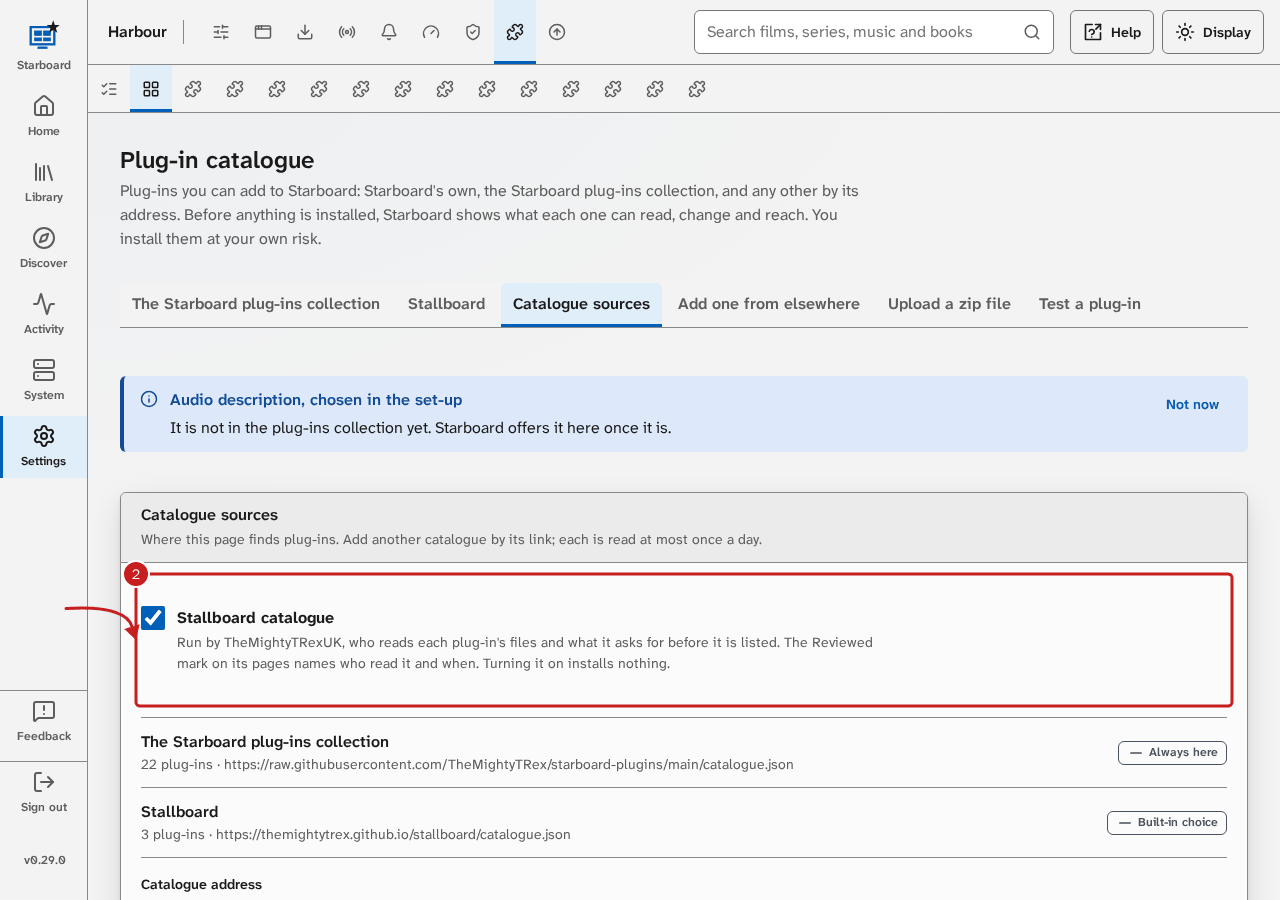 Starboard
Home
Library
Discover
Activity
System
Settings
Feedback
Sign out
v0.29.0
Harbour
Search films, series, music and books
Help
Display
Plug-in catalogue
Plug-ins you can add to Starboard: Starboard's own, the Starboard plug-ins collection, and any other by its
address. Before anything is installed, Starboard shows what each one can read, change and reach. You
install them at your own risk.
The Starboard plug-ins collection
Stallboard
Catalogue sources
Add one from elsewhere
Upload a zip file
Test a plug-in
Audio description, chosen in the set-up
It is not in the plug-ins collection yet. Starboard offers it here once it is.
Not now
Catalogue sources
Where this page finds plug-ins. Add another catalogue by its link; each is read at most once a day.
2
Stallboard catalogue
Run by TheMightyTRexUK, who reads each plug-in's files and what it asks for before it is listed. The Reviewed
mark on its pages names who read it and when. Turning it on installs nothing.
The Starboard plug-ins collection
22 plug-ins · https://raw.githubusercontent.com/TheMightyTRex/starboard-plugins/main/catalogue.json
— Always here
Stallboard
3 plug-ins · https://themightytrex.github.io/stallboard/catalogue.json
— Built-in choice
Catalogue address